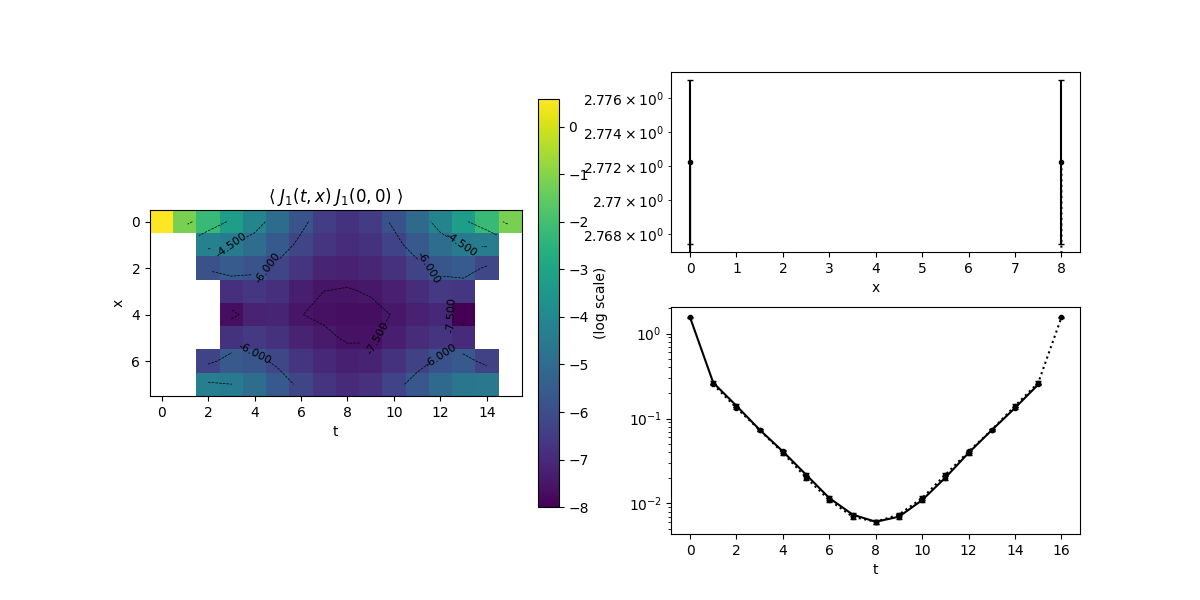 ⟨ J₁(t, x) J₁(0, 0) ⟩
0
2
4
6
x
0 2 4 6 8 10 12 14
t
-4.500
-4.500
-6.000
-6.000
-7.500
-7.500
-6.000
-6.000
0
−1
−2
−3
−4
−5
−6
−7
−8
(log scale)
2.776 × 10⁰
2.774 × 10⁰
2.772 × 10⁰
2.77 × 10⁰
2.768 × 10⁰
0 1 2 3 4 5 6 7 8
x
10⁰
10⁻¹
10⁻²
0 2 4 6 8 10 12 14 16
t